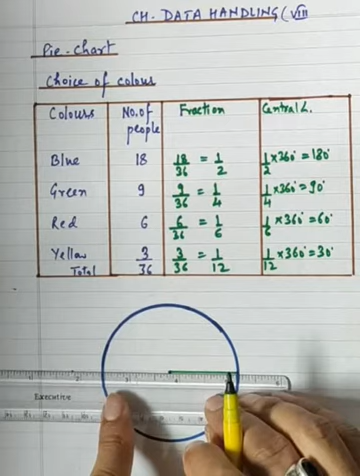 CH. DATA HANDLING (VIII
Pie-Chart
Choice of colour
Colours No. of people Fraction Central ∠.
Blue 18 18/36 = 1/2 1/2 × 360° = 180°
Green 9 9/36 = 1/4 1/4 × 360° = 90°
Red 6 6/36 = 1/6 1/6 × 360° = 60°
Yellow 3 3/36 = 1/12 1/12 × 360° = 30°
Total 36
Executive